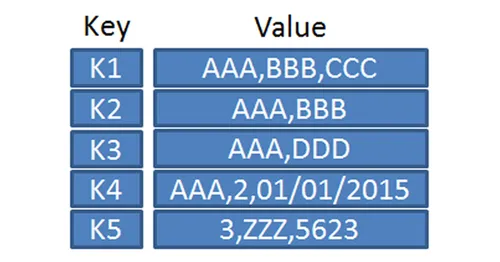 Key Value
K1 AAA,BBB,CCC
K2 AAA,BBB
K3 AAA,DDD
K4 AAA,2,01/01/2015
K5 3,ZZZ,5623